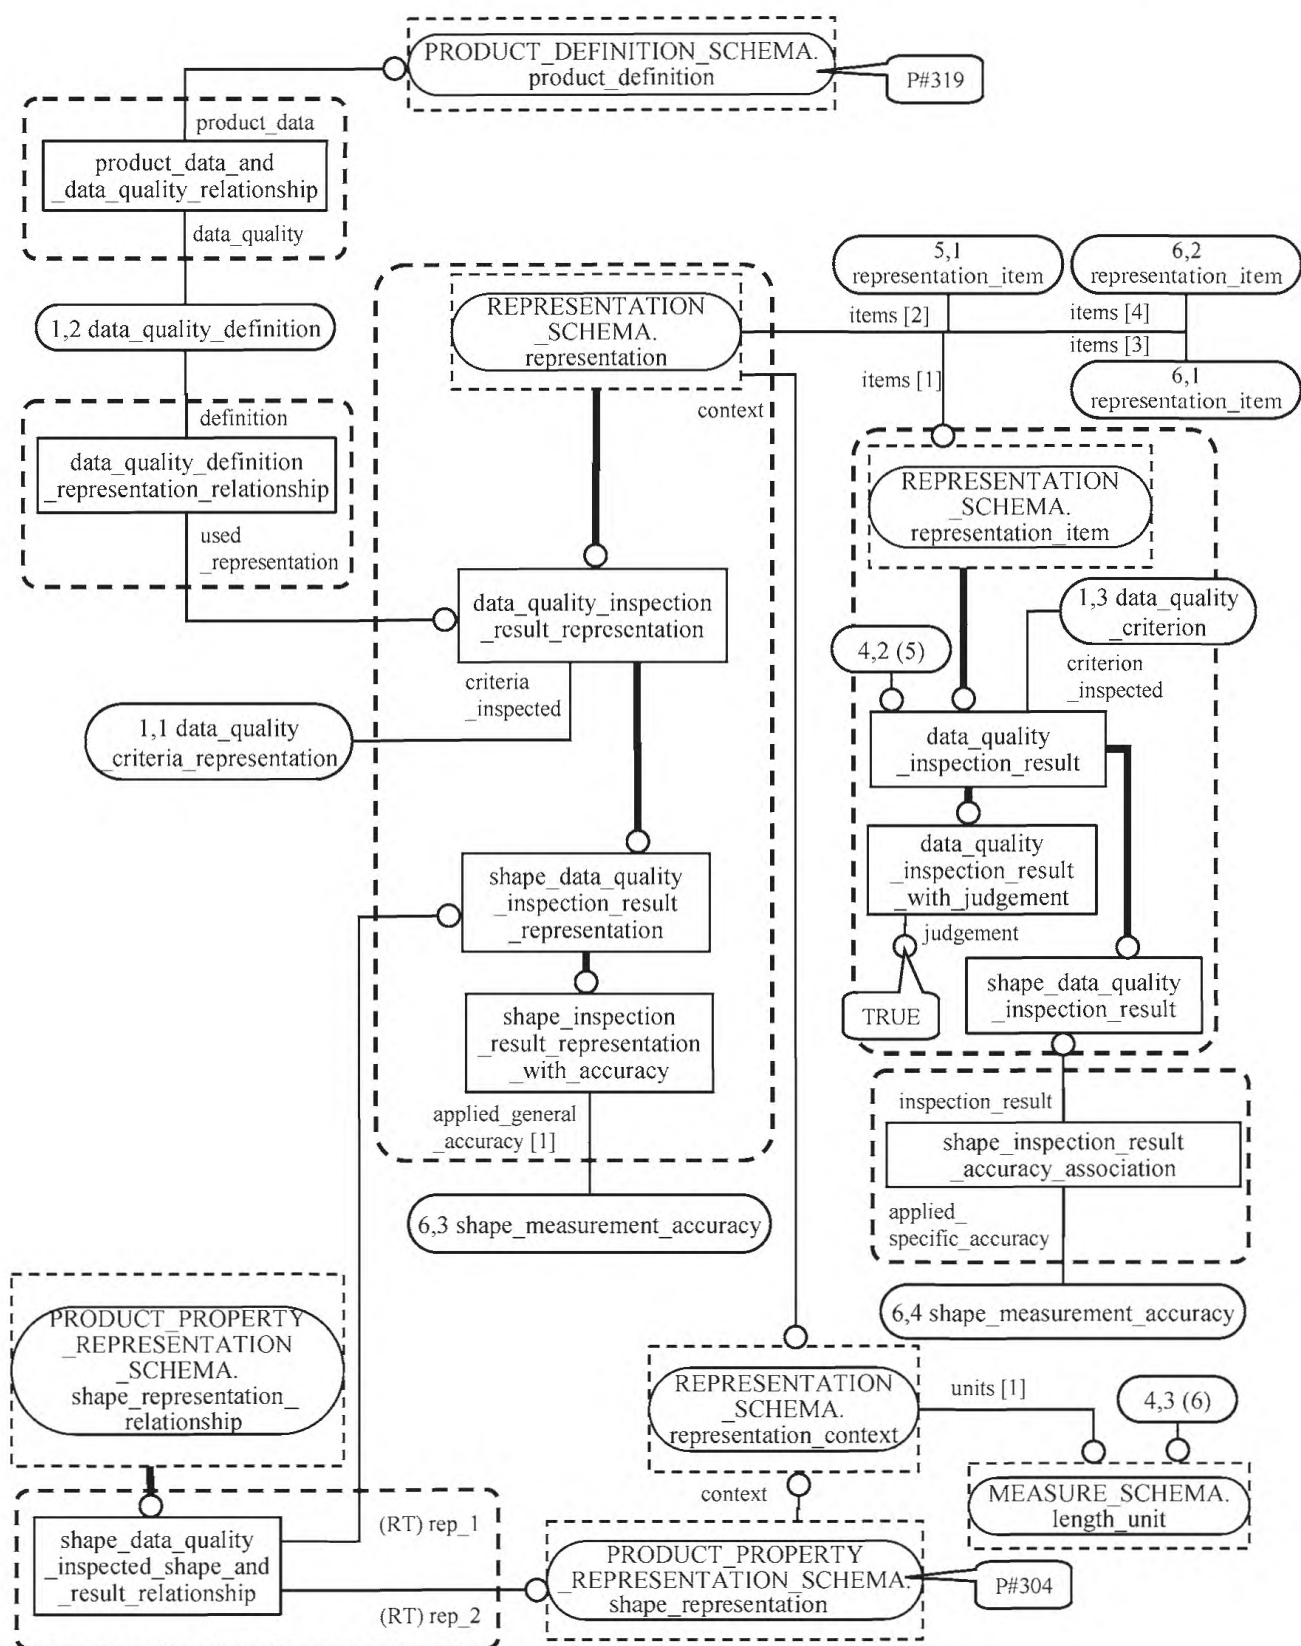 PRODUCT_DEFINITION_SCHEMA.
product_definition
P#319
product_data
product_data_and
_data_quality_relationship
data_quality
1,2 data_quality_definition
definition
data_quality_definition
_representation_relationship
used
_representation
REPRESENTATION
_SCHEMA.
representation
context
5,1
representation_item
6,2
representation_item
items [2]
items [4]
items [3]
items [1]
6,1
representation_item
REPRESENTATION
_SCHEMA.
representation_item
data_quality_inspection
_result_representation
criteria
_inspected
1,1 data_quality
_criteria_representation
1,3 data_quality
_criterion
4,2 (5)
criterion
_inspected
data_quality
_inspection_result
data_quality
_inspection_result
_with_judgement
judgement
TRUE
shape_data_quality
_inspection_result
shape_data_quality
_inspection_result
_representation
shape_inspection
_result_representation
_with_accuracy
applied_general
_accuracy [1]
6,3 shape_measurement_accuracy
inspection_result
shape_inspection_result
_accuracy_association
applied_
specific_accuracy
6,4 shape_measurement_accuracy
PRODUCT_PROPERTY
_REPRESENTATION
_SCHEMA.
shape_representation_
relationship
REPRESENTATION
_SCHEMA.
representation_context
units [1]
4,3 (6)
MEASURE_SCHEMA.
length_unit
context
shape_data_quality
_inspected_shape_and
_result_relationship
(RT) rep_1
(RT) rep_2
PRODUCT_PROPERTY
_REPRESENTATION_SCHEMA.
shape_representation
P#304